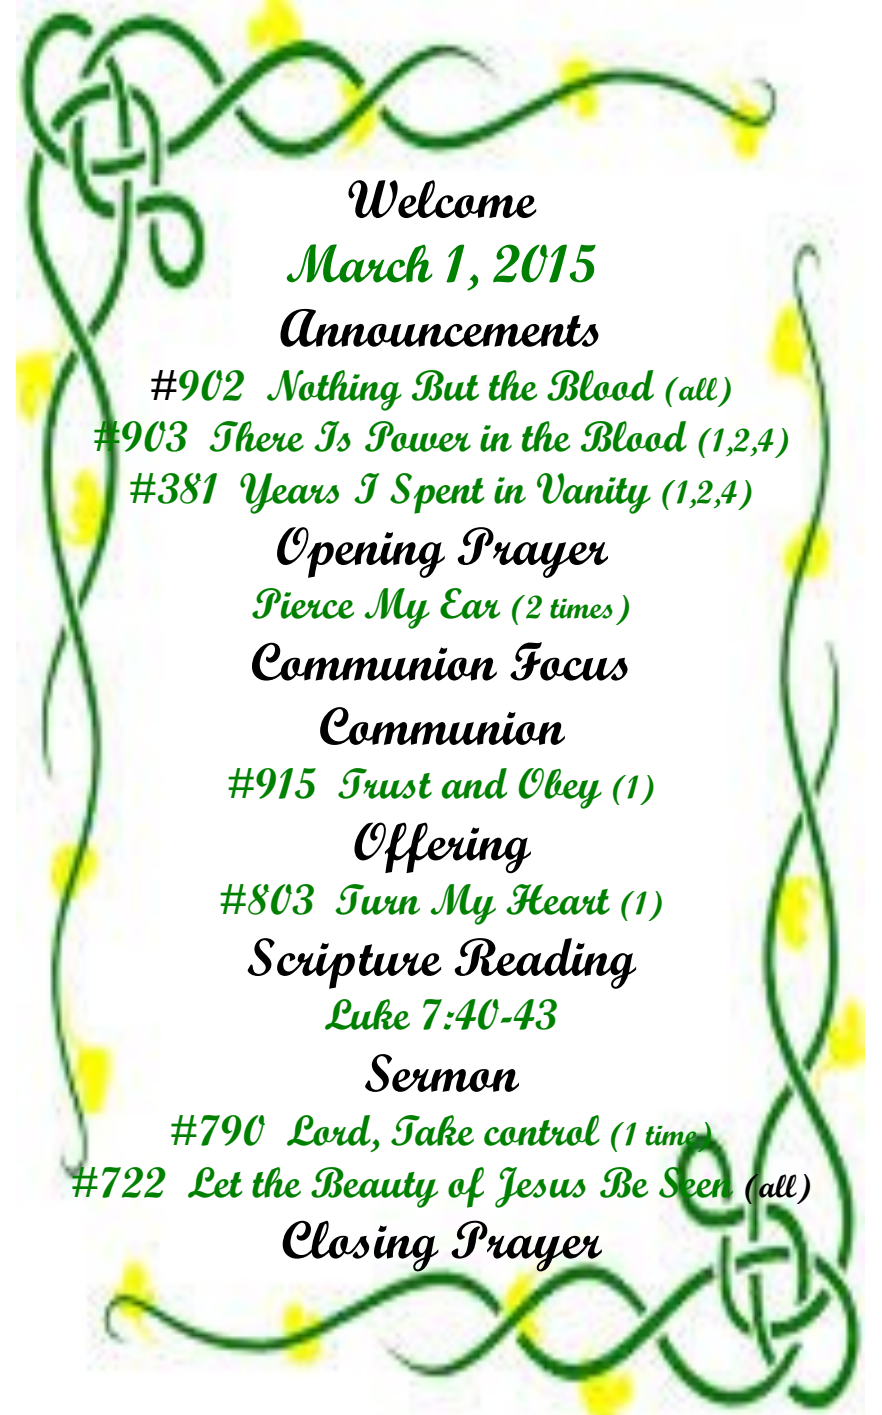 Welcome
March 1, 2015
Announcements
#902 Nothing But the Blood (all)
#903 There Is Power in the Blood (1,2,4)
#381 Years I Spent in Vanity (1,2,4)
Opening Prayer
Pierce My Ear (2 times)
Communion Focus
Communion
#915 Trust and Obey (1)
Offering
#803 Turn My Heart (1)
Scripture Reading
Luke 7:40-43
Sermon
#790 Lord, Take control (1 time)
#722 Let the Beauty of Jesus Be Seen (all)
Closing Prayer